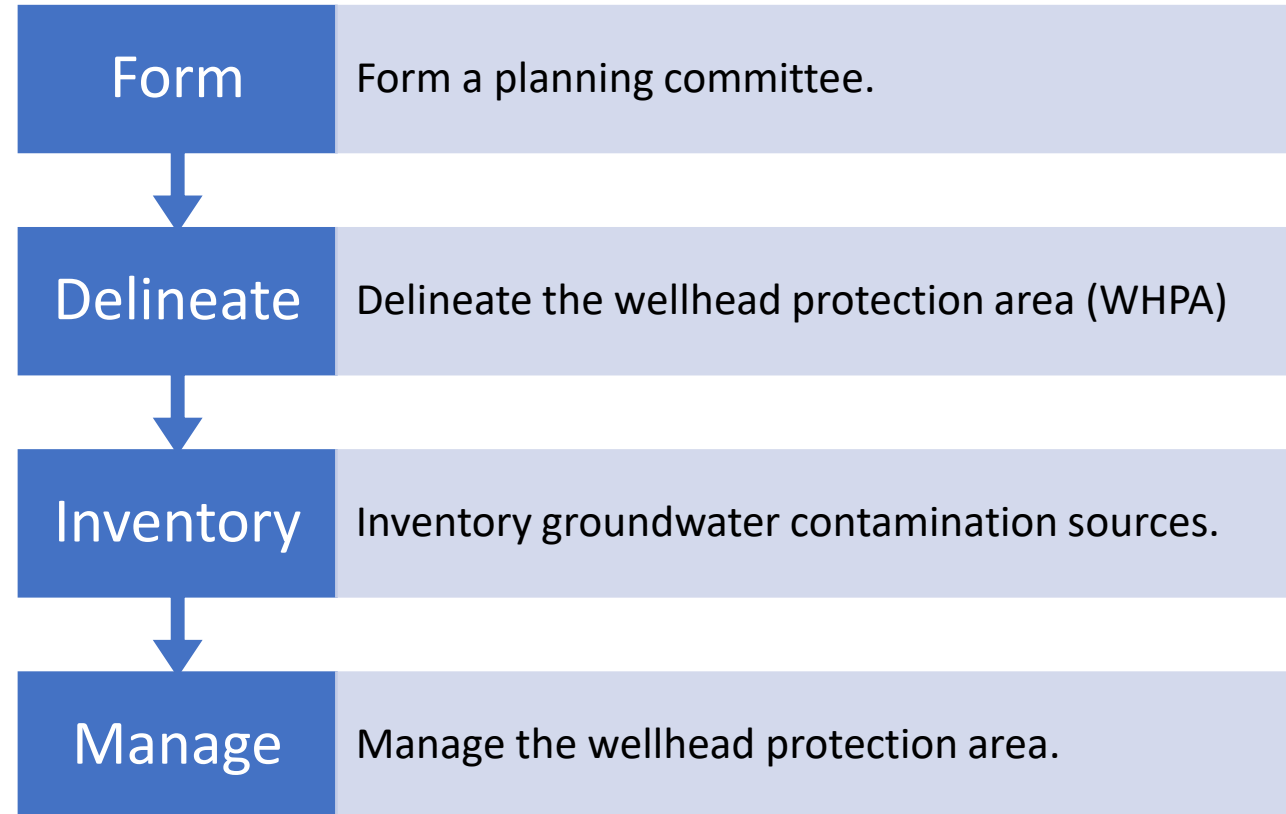 Form
Form a planning committee.
Delineate
Delineate the wellhead protection area (WHPA)
Inventory
Inventory groundwater contamination sources.
Manage
Manage the wellhead protection area.